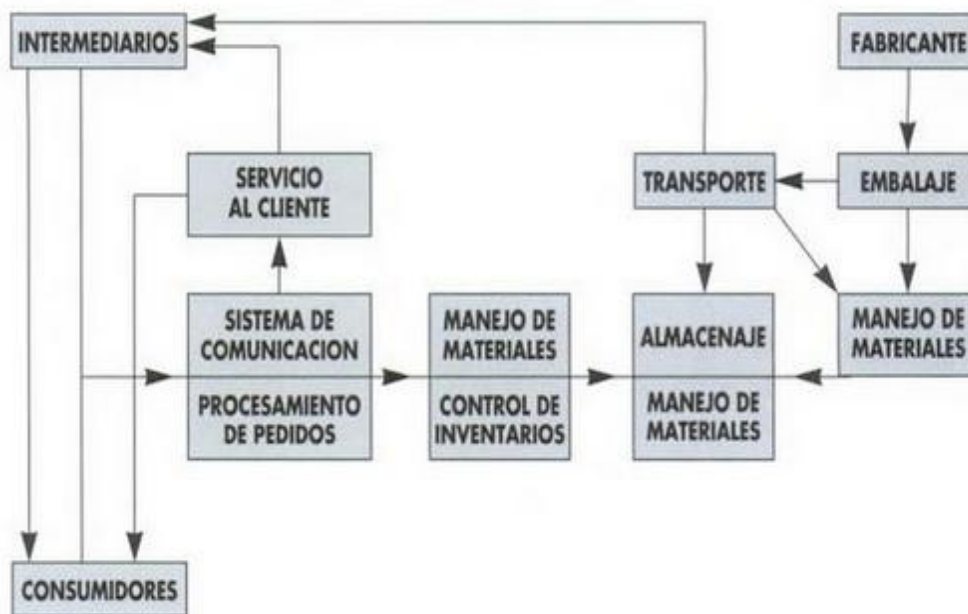 INTERMEDIARIOS
FABRICANTE
SERVICIO
AL CLIENTE
TRANSPORTE
EMBALAJE
SISTEMA DE
COMUNICACION
PROCESAMIENTO
DE PEDIDOS
MANEJO DE
MATERIALES
CONTROL DE
INVENTARIOS
ALMACENAJE
MANEJO DE
MATERIALES
MANEJO DE
MATERIALES
CONSUMIDORES